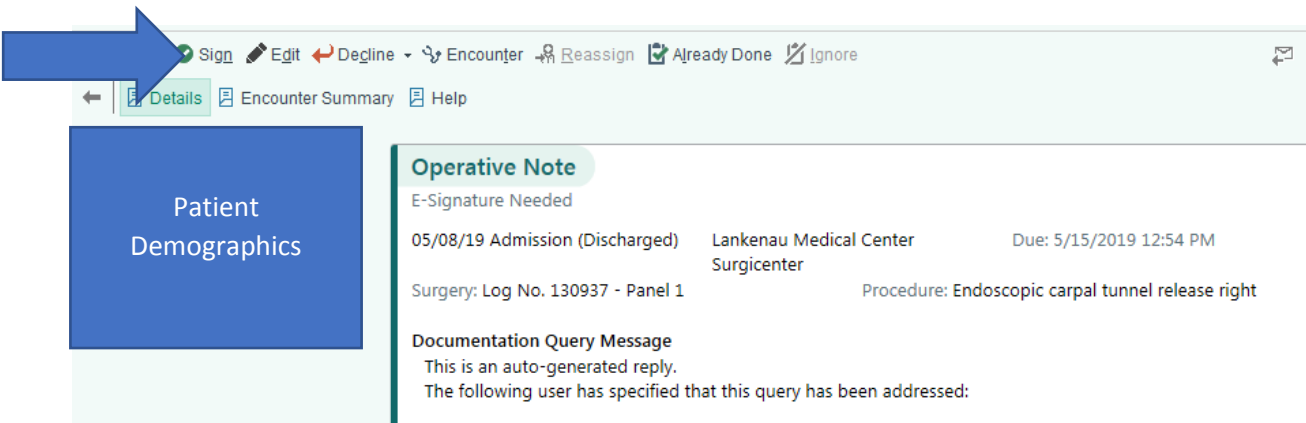 Sign Edit Decline Encounter Reassign Already Done Ignore
Details Encounter Summary Help
Patient
Demographics
Operative Note
E-Signature Needed
05/08/19 Admission (Discharged) Lankenau Medical Center Due: 5/15/2019 12:54 PM
Surgicenter
Surgery: Log No. 130937 - Panel 1 Procedure: Endoscopic carpal tunnel release right
Documentation Query Message
This is an auto-generated reply.
The following user has specified that this query has been addressed: